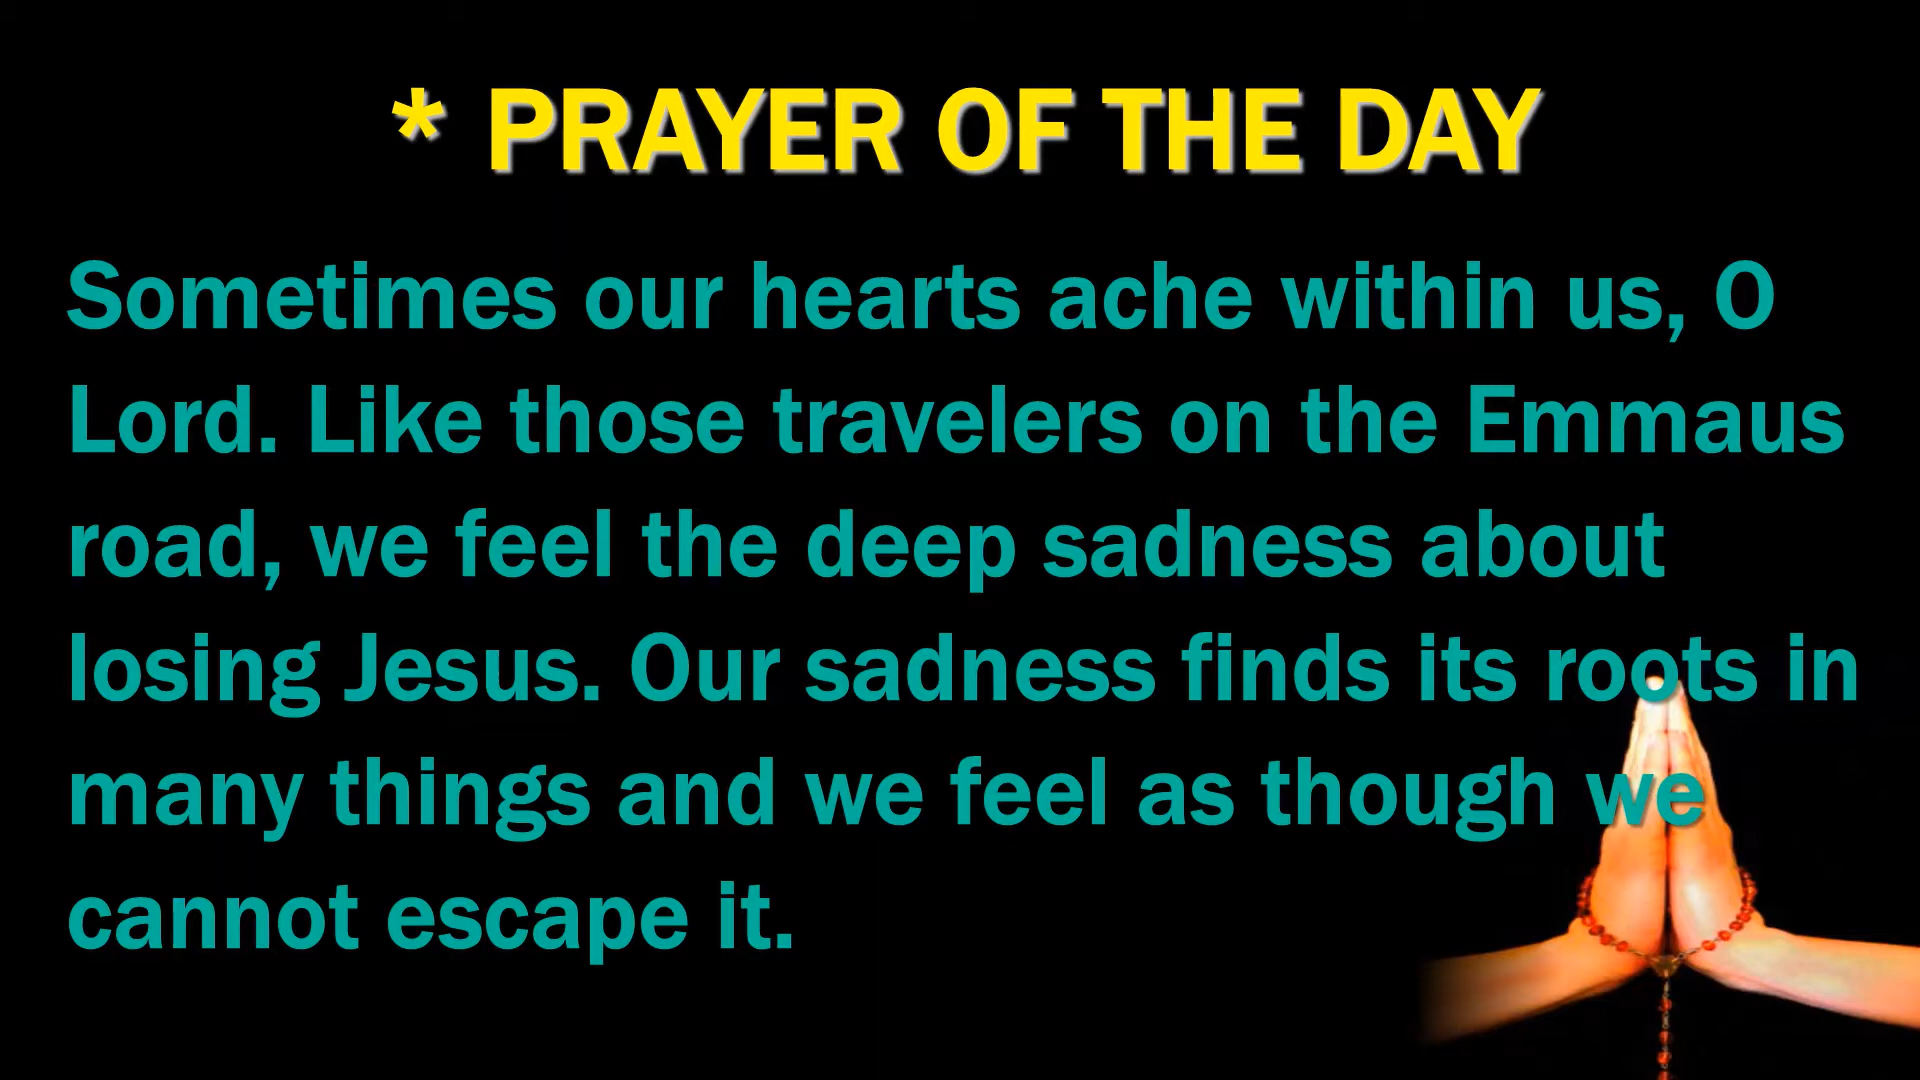 * PRAYER OF THE DAY
Sometimes our hearts ache within us, O
Lord. Like those travelers on the Emmaus
road, we feel the deep sadness about
losing Jesus. Our sadness finds its roots in
many things and we feel as though we
cannot escape it.